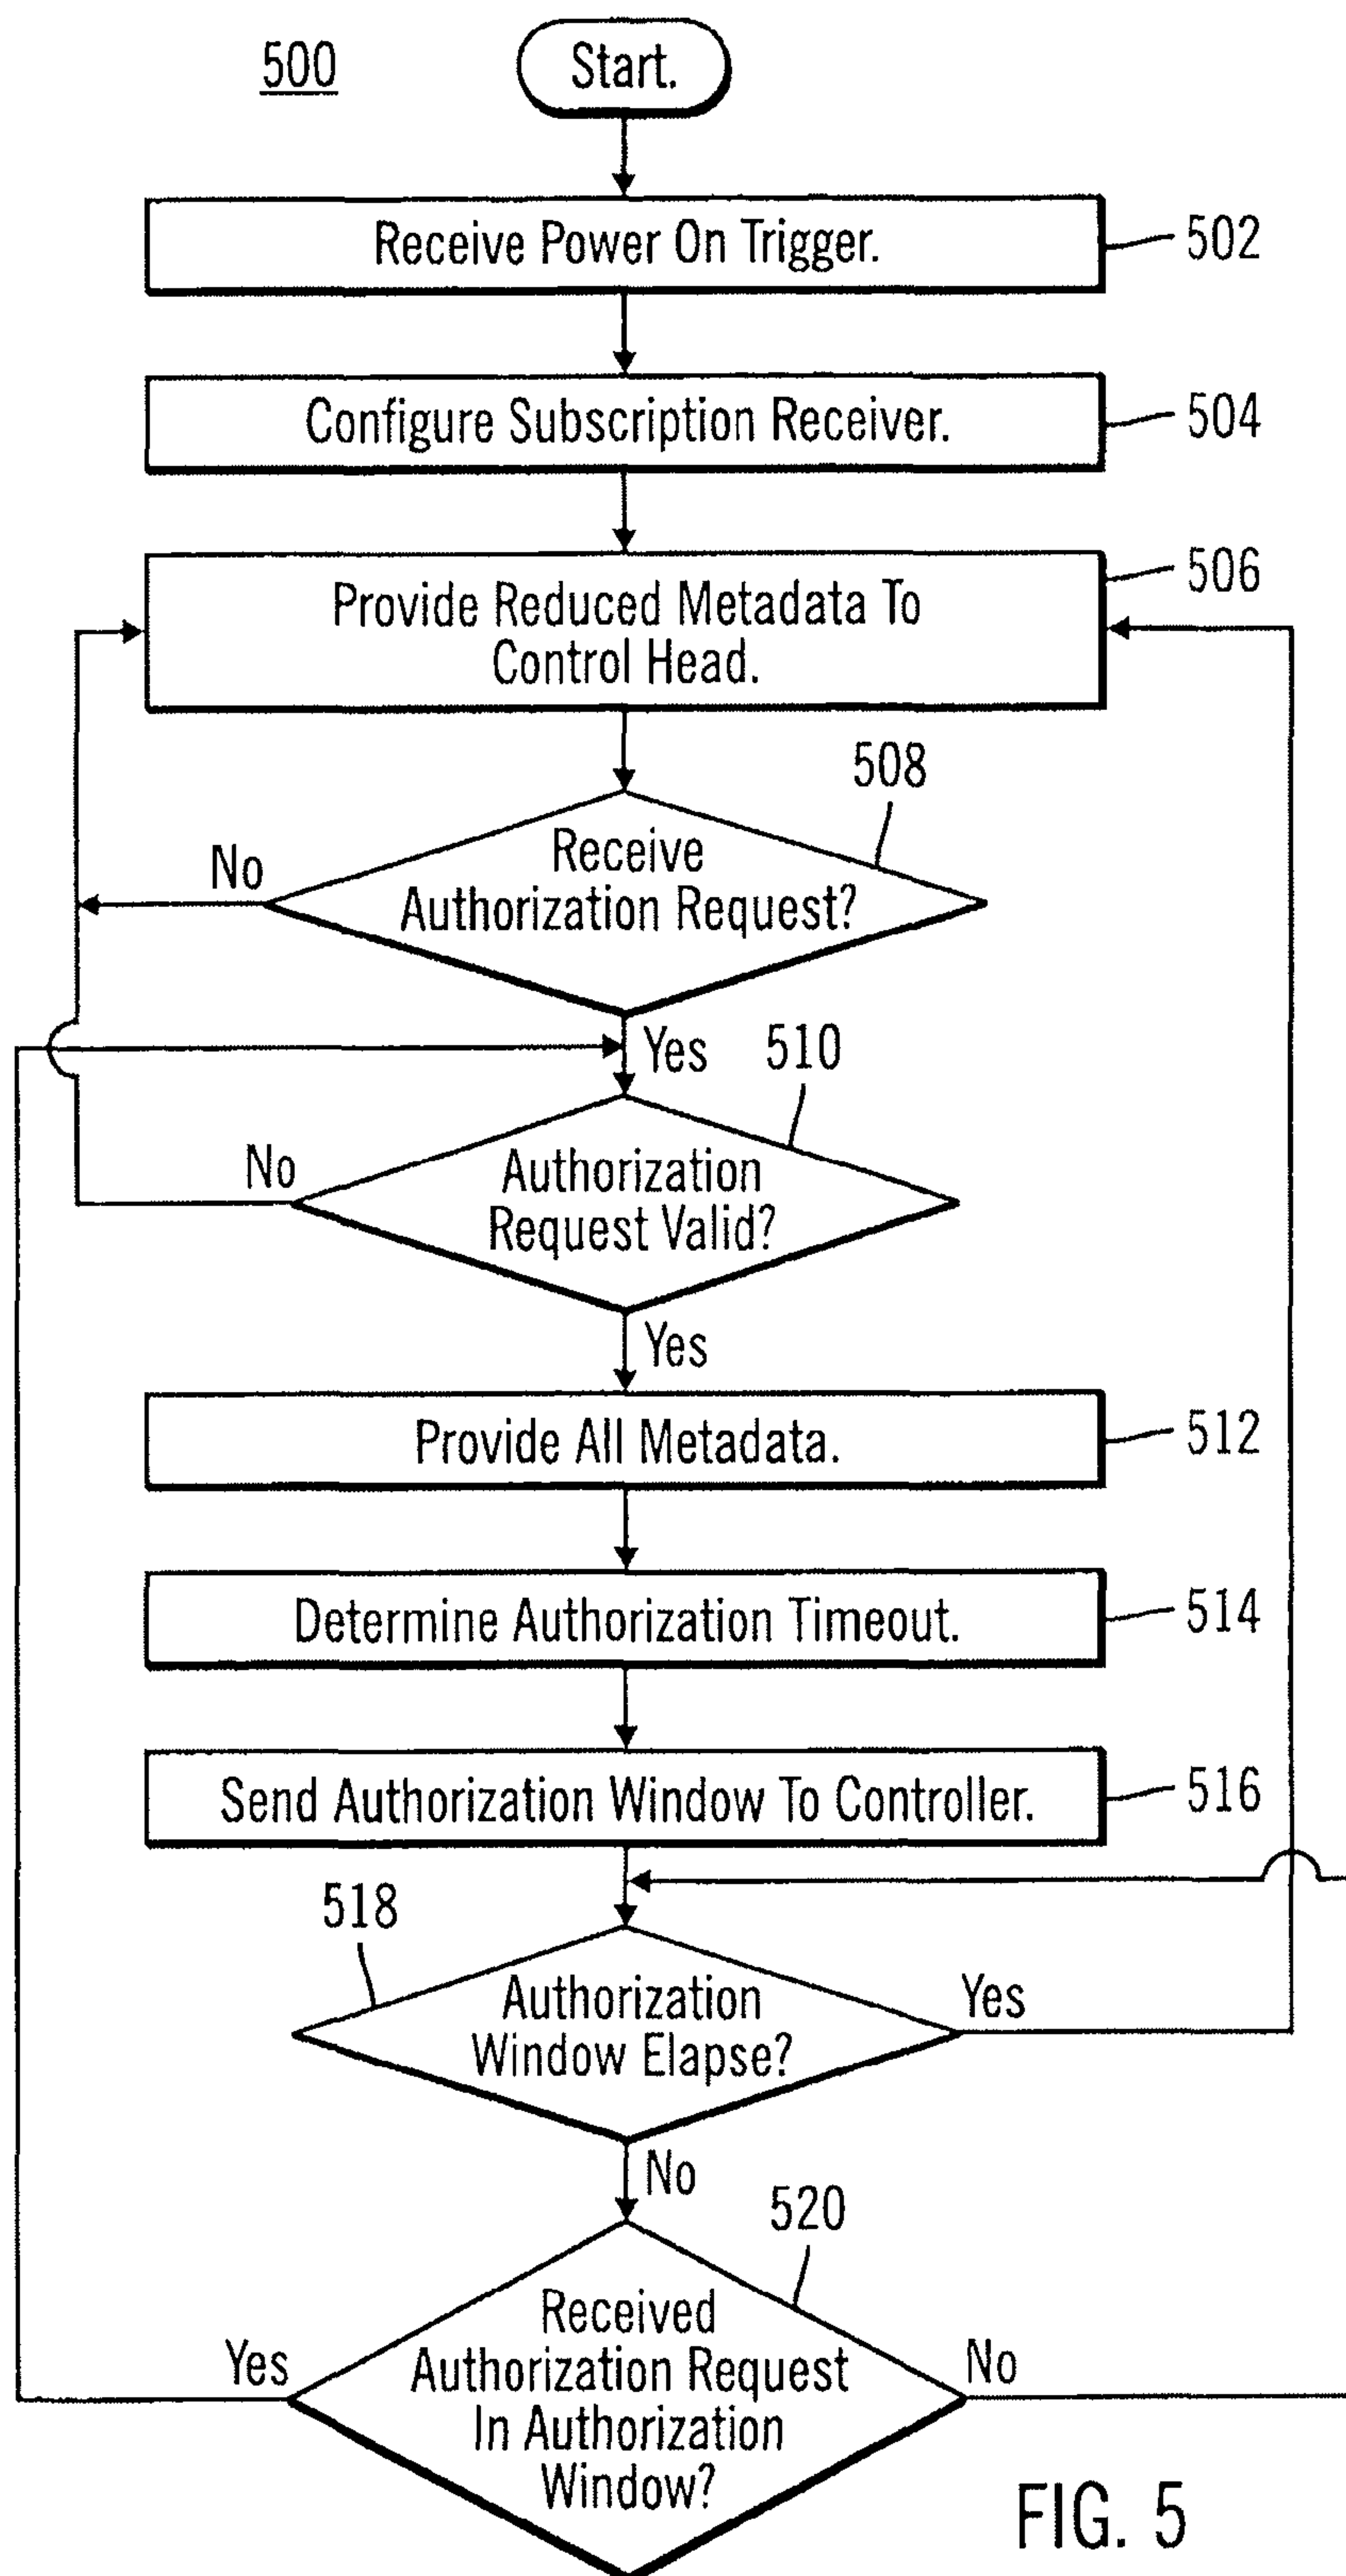 500
Start.
Receive Power On Trigger.
502
Configure Subscription Receiver.
504
Provide Reduced Metadata To
Control Head.
506
508
Receive
Authorization Request?
No
Yes
510
Authorization
Request Valid?
No
Yes
Provide All Metadata.
512
Determine Authorization Timeout.
514
Send Authorization Window To Controller.
516
518
Authorization
Window Elapse?
Yes
No
520
Received
Authorization Request
In Authorization
Window?
Yes
No
FIG. 5